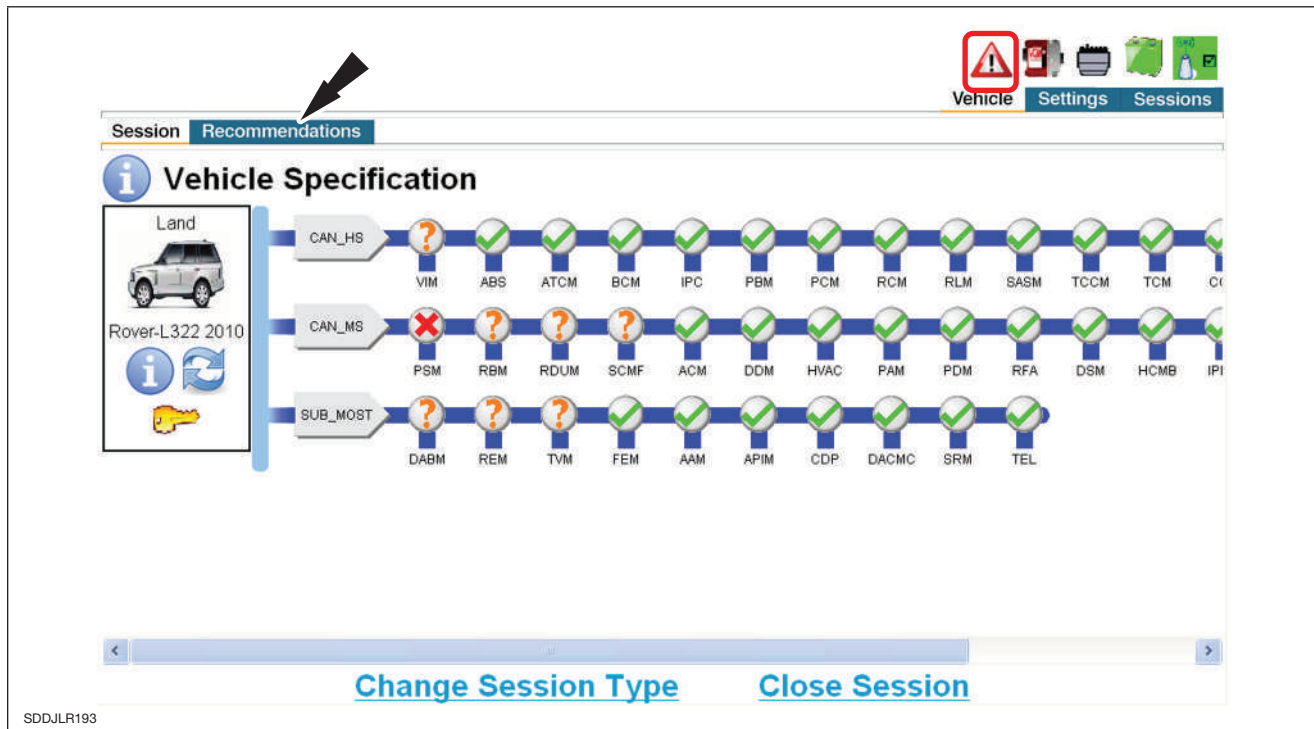 Vehicle Settings Sessions
Session Recommendations
Vehicle Specification
Land
Rover-L322 2010
CAN_HS
VIM ABS ATCM BCM IPC PBM PCM RCM RLM SASM TCCM TCM
CAN_MS
PSM RBM RDUM SCMF ACM DDM HVAC PAM PDM RFA DSM HCMB
SUB_MOST
DABM REM TVM FEM AAM APIM CDP DACMC SRM TEL
Change Session Type Close Session
SDDJLR193